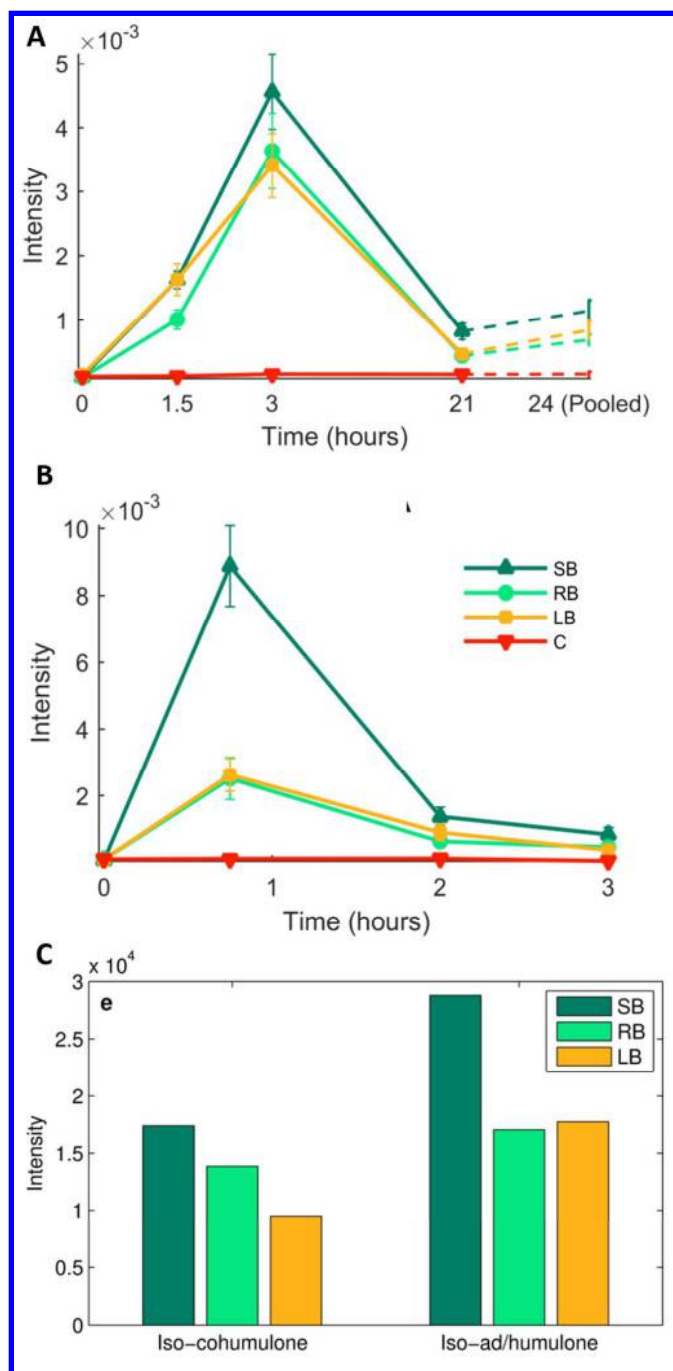 A
×10⁻³
5
4
3
2
1
Intensity
0 1.5 3 21 24 (Pooled)
Time (hours)
B
×10⁻³
10
8
6
4
2
Intensity
SB
RB
LB
C
0 1 2 3
Time (hours)
C
x 10⁴
e
3
2.5
2
1.5
1
0.5
0
Intensity
SB
RB
LB
Iso-cohumulone Iso-ad/humulone